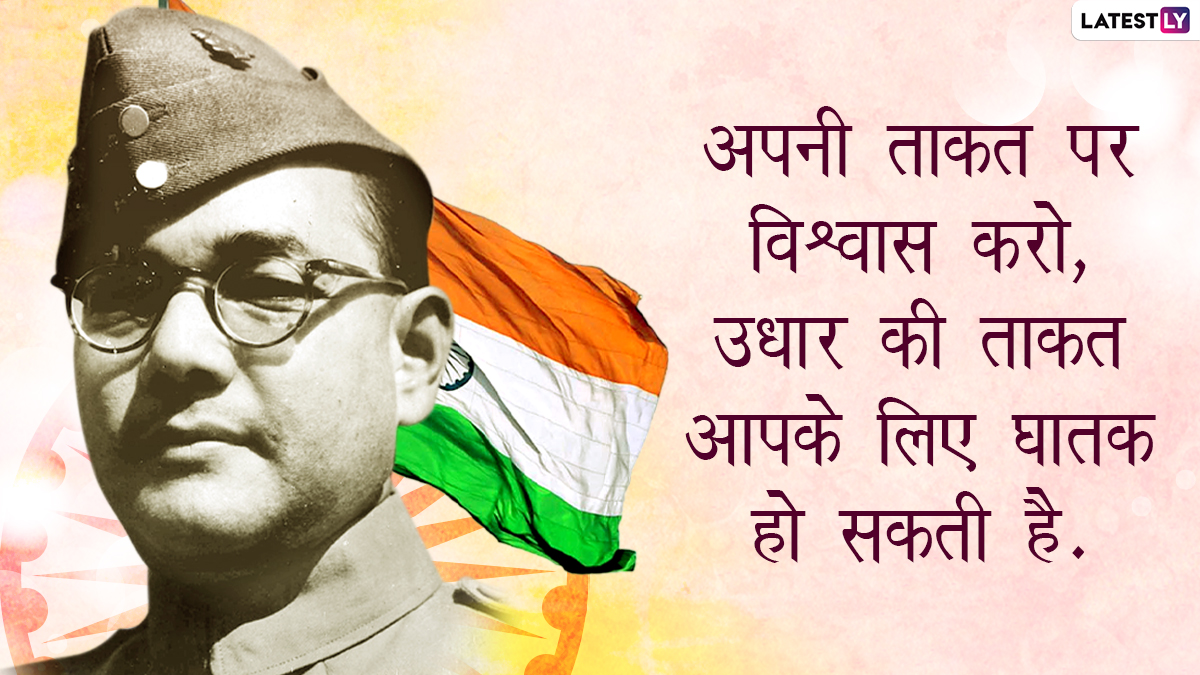 LATESTLY
अपनी ताकत पर
विश्वास करो,
उधार की ताकत
आपके लिए घातक
हो सकती है.